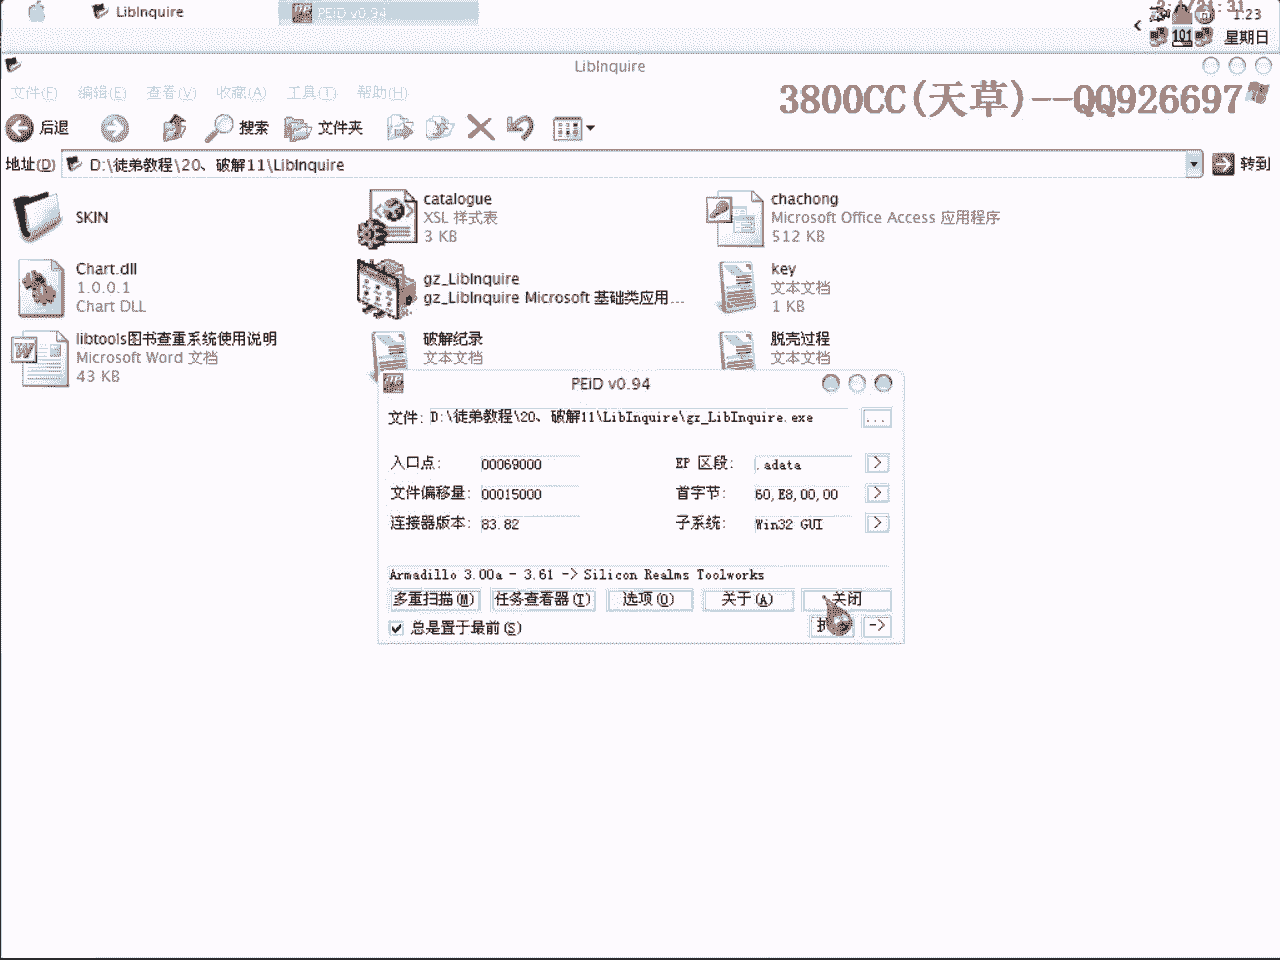 LibInquire
PEiD v0.94
1:23
101
星期日
LibInquire
文件(F) 编辑(E) 查看(V) 收藏(A) 工具(T) 帮助(H)
3800CC(天草)--QQ926697
后退 搜索 文件夹
地址(D) D:\徒弟教程\20、破解11\LibInquire 转到
SKIN
catalogue
XSL 样式表
3 KB
chachong
Microsoft Office Access 应用程序
512 KB
Chart.dll
1.0.0.1
Chart DLL
gz_LibInquire
gz_LibInquire Microsoft 基础类应用...
key
文本文档
1 KB
libtools图书查重系统使用说明
Microsoft Word 文档
43 KB
破解纪录
文本文档
脱壳过程
文本文档
PEiD v0.94
文件: D:\徒弟教程\20、破解11\LibInquire\gz_LibInquire.exe ...
入口点: 00069000 EP 区段: .adata >
文件偏移量: 00015000 首字节: 60,E8,00,00 >
连接器版本: 83.82 子系统: Win32 GUI >
Armadillo 3.00a - 3.61 -> Silicon Realms Toolworks
多重扫描(M) 任务查看器(T) 选项(O) 关于(A) 关闭
总是置于最前(S) ->